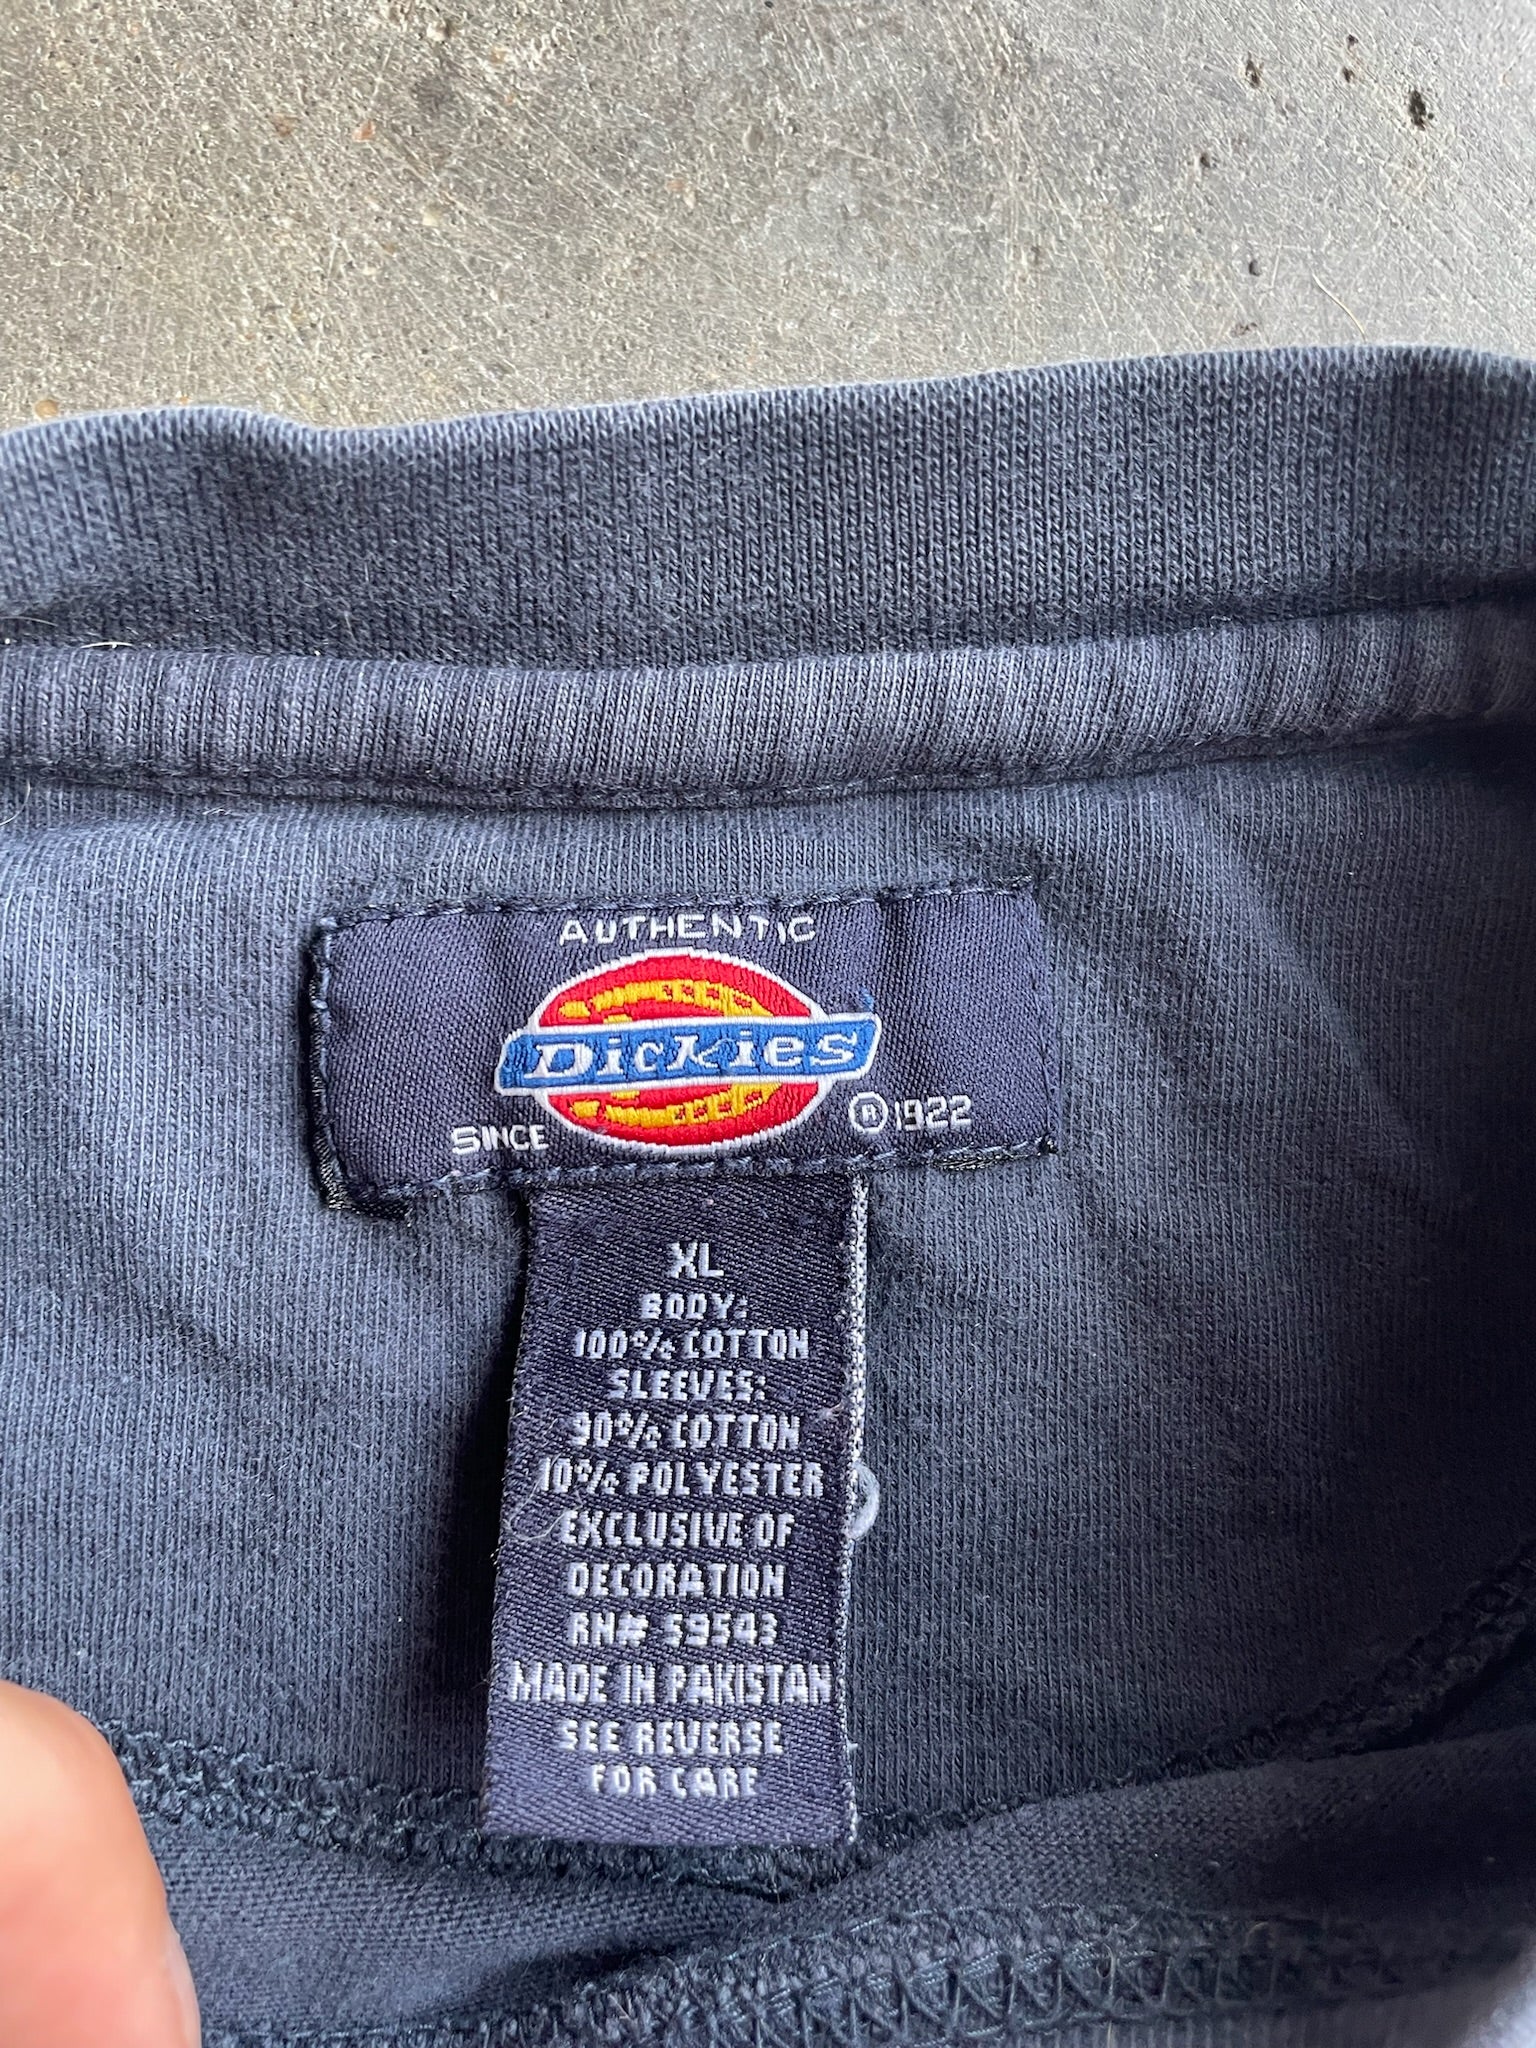 AUTHENTIC
Dickies
SINCE ® 1922
XL
BODY:
100% COTTON
SLEEVES:
90% COTTON
10% POLYESTER
EXCLUSIVE OF
DECORATION
RN# 59543
MADE IN PAKISTAN
SEE REVERSE
FOR CARE